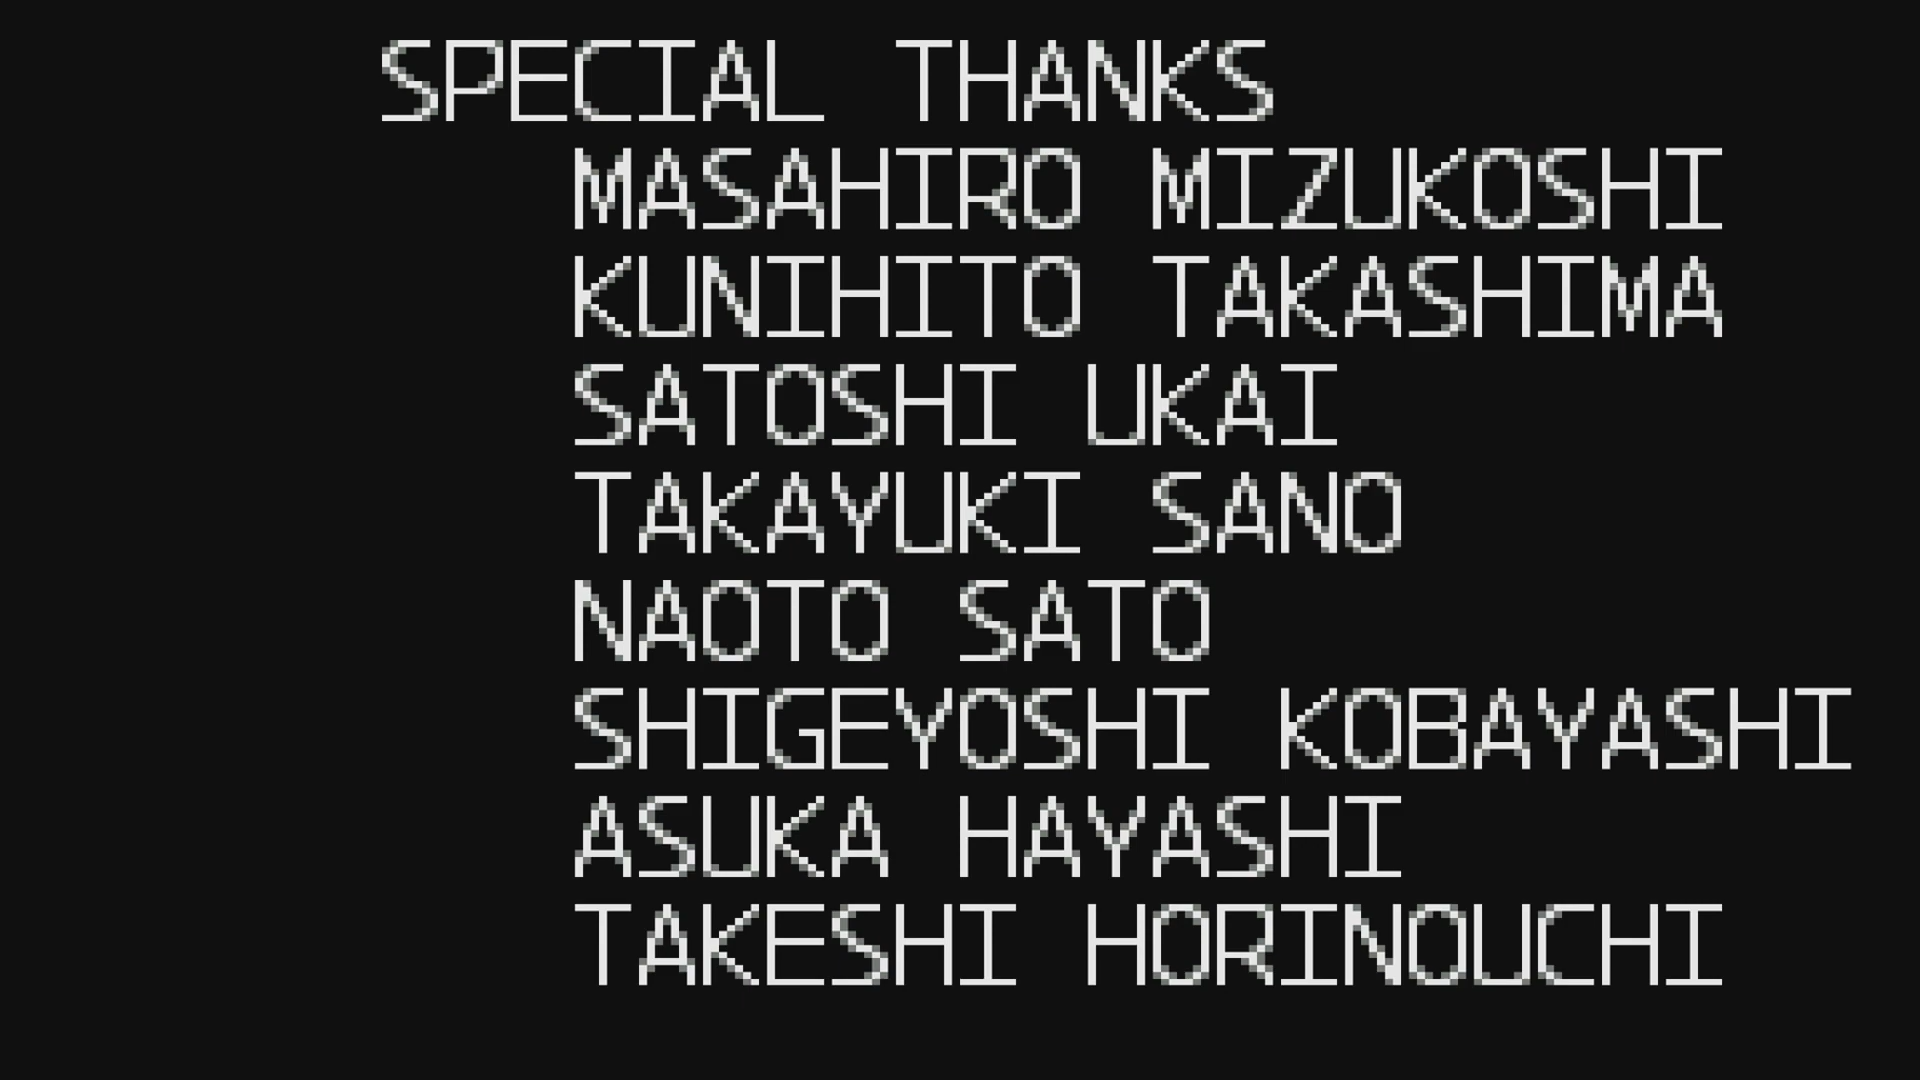 SPECIAL THANKS
MASAHIRO MIZUKOSHI
KUNIHITO TAKASHIMA
SATOSHI UKAI
TAKAYUKI SANO
NAOTO SATO
SHIGEYOSHI KOBAYASHI
ASUKA HAYASHI
TAKESHI HORINOUCHI